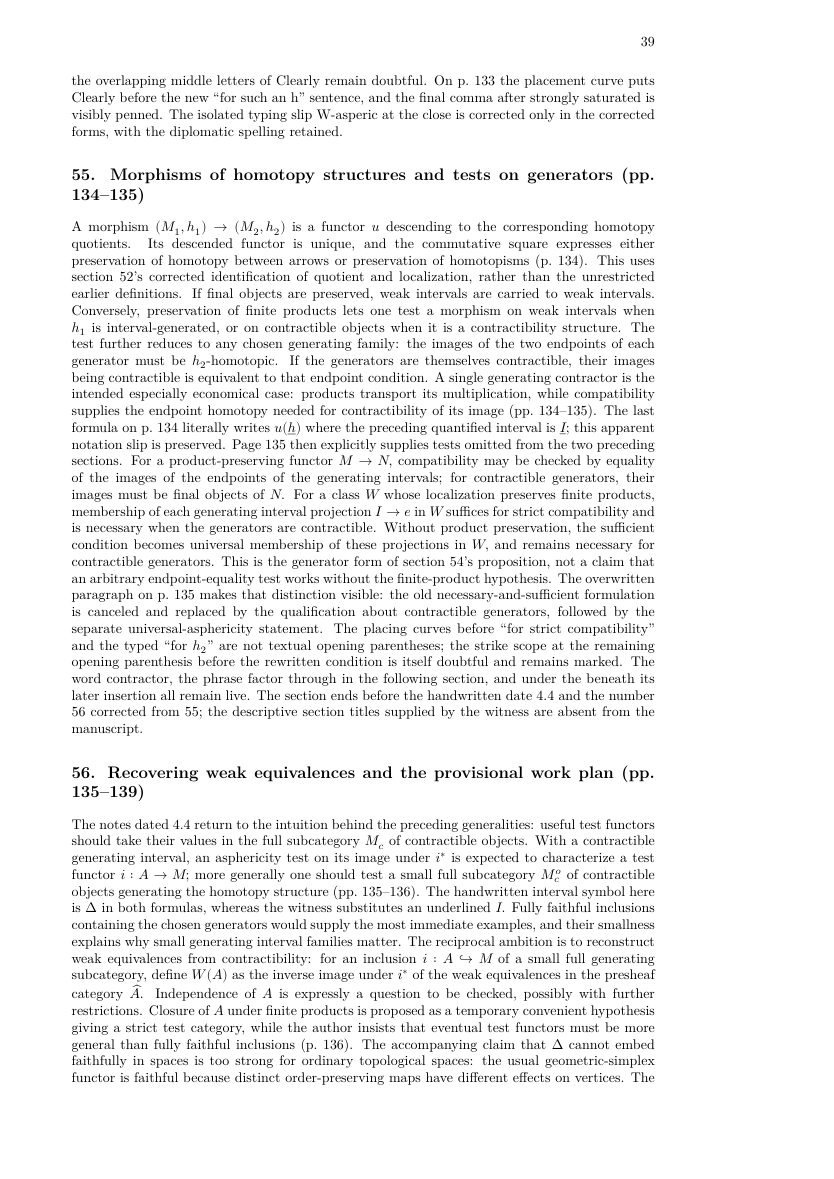 39
the overlapping middle letters of Clearly remain doubtful. On p. 133 the placement curve puts
Clearly before the new “for such an h” sentence, and the final comma after strongly saturated is
visibly penned. The isolated typing slip W-asperic at the close is corrected only in the corrected
forms, with the diplomatic spelling retained.
55. Morphisms of homotopy structures and tests on generators (pp.
134–135)
A morphism (M₁, h₁) → (M₂, h₂) is a functor u descending to the corresponding homotopy
quotients. Its descended functor is unique, and the commutative square expresses either
preservation of homotopy between arrows or preservation of homotopisms (p. 134). This uses
section 52’s corrected identification of quotient and localization, rather than the unrestricted
earlier definitions. If final objects are preserved, weak intervals are carried to weak intervals.
Conversely, preservation of finite products lets one test a morphism on weak intervals when
h₁ is interval-generated, or on contractible objects when it is a contractibility structure. The
test further reduces to any chosen generating family: the images of the two endpoints of each
generator must be h₂-homotopic. If the generators are themselves contractible, their images
being contractible is equivalent to that endpoint condition. A single generating contractor is the
intended especially economical case: products transport its multiplication, while compatibility
supplies the endpoint homotopy needed for contractibility of its image (pp. 134–135). The last
formula on p. 134 literally writes u(h̲) where the preceding quantified interval is I̲; this apparent
notation slip is preserved. Page 135 then explicitly supplies tests omitted from the two preceding
sections. For a product-preserving functor M → N, compatibility may be checked by equality
of the images of the endpoints of the generating intervals; for contractible generators, their
images must be final objects of N. For a class W whose localization preserves finite products,
membership of each generating interval projection I → e in W suffices for strict compatibility and
is necessary when the generators are contractible. Without product preservation, the sufficient
condition becomes universal membership of these projections in W, and remains necessary for
contractible generators. This is the generator form of section 54’s proposition, not a claim that
an arbitrary endpoint-equality test works without the finite-product hypothesis. The overwritten
paragraph on p. 135 makes that distinction visible: the old necessary-and-sufficient formulation
is canceled and replaced by the qualification about contractible generators, followed by the
separate universal-asphericity statement. The placing curves before “for strict compatibility”
and the typed “for h₂” are not textual opening parentheses; the strike scope at the remaining
opening parenthesis before the rewritten condition is itself doubtful and remains marked. The
word contractor, the phrase factor through in the following section, and under the beneath its
later insertion all remain live. The section ends before the handwritten date 4.4 and the number
56 corrected from 55; the descriptive section titles supplied by the witness are absent from the
manuscript.
56. Recovering weak equivalences and the provisional work plan (pp.
135–139)
The notes dated 4.4 return to the intuition behind the preceding generalities: useful test functors
should take their values in the full subcategory M_c of contractible objects. With a contractible
generating interval, an asphericity test on its image under i* is expected to characterize a test
functor i : A → M; more generally one should test a small full subcategory M_c^o of contractible
objects generating the homotopy structure (pp. 135–136). The handwritten interval symbol here
is Δ in both formulas, whereas the witness substitutes an underlined I. Fully faithful inclusions
containing the chosen generators would supply the most immediate examples, and their smallness
explains why small generating interval families matter. The reciprocal ambition is to reconstruct
weak equivalences from contractibility: for an inclusion i : A ↪ M of a small full generating
subcategory, define W(A) as the inverse image under i* of the weak equivalences in the presheaf
category Â. Independence of A is expressly a question to be checked, possibly with further
restrictions. Closure of A under finite products is proposed as a temporary convenient hypothesis
giving a strict test category, while the author insists that eventual test functors must be more
general than fully faithful inclusions (p. 136). The accompanying claim that Δ cannot embed
faithfully in spaces is too strong for ordinary topological spaces: the usual geometric-simplex
functor is faithful because distinct order-preserving maps have different effects on vertices. The